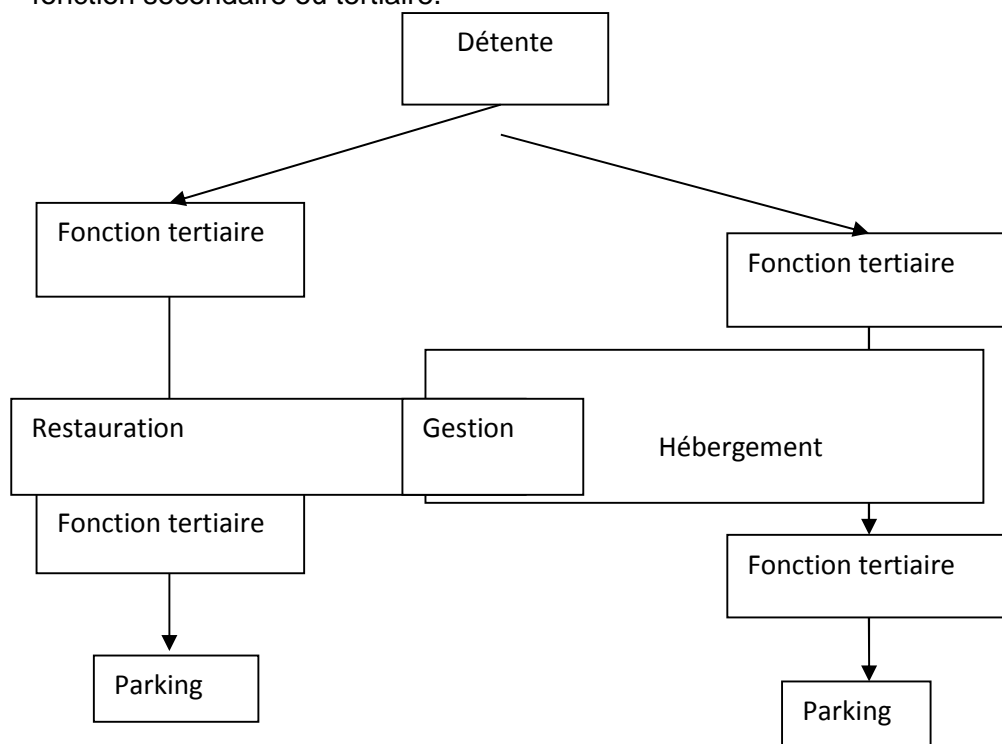 fonction secondaire ou tertiaire.
Détente
Fonction tertiaire
Fonction tertiaire
Restauration
Gestion
Hébergement
Fonction tertiaire
Fonction tertiaire
Parking
Parking